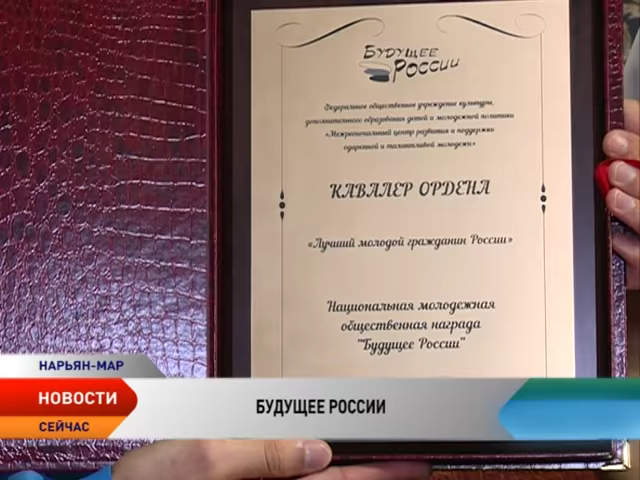 Будущее
России
Федеральное общественное учреждение культуры,
дополнительного образования детей и молодежной политики
«Межрегиональный центр развития и поддержки
одаренной и талантливой молодежи»
КАВАЛЕР ОРДЕНА
«Лучший молодой гражданин России»
Национальная молодежная
общественная награда
"Будущее России"
НАРЬЯН-МАР
НОВОСТИ
СЕЙЧАС
БУДУЩЕЕ РОССИИ